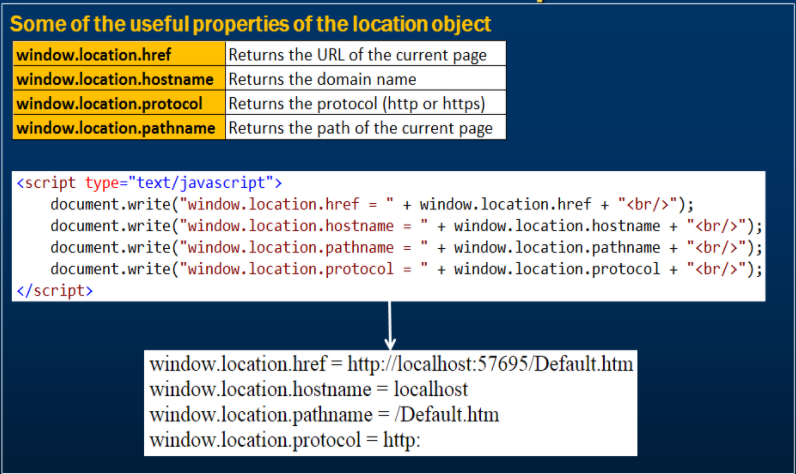 Some of the useful properties of the location object
window.location.href Returns the URL of the current page
window.location.hostname Returns the domain name
window.location.protocol Returns the protocol (http or https)
window.location.pathname Returns the path of the current page
<script type="text/javascript">
    document.write("window.location.href = " + window.location.href + "<br/>");
    document.write("window.location.hostname = " + window.location.hostname + "<br/>");
    document.write("window.location.pathname = " + window.location.pathname + "<br/>");
    document.write("window.location.protocol = " + window.location.protocol + "<br/>");
</script>
window.location.href = http://localhost:57695/Default.htm
window.location.hostname = localhost
window.location.pathname = /Default.htm
window.location.protocol = http: